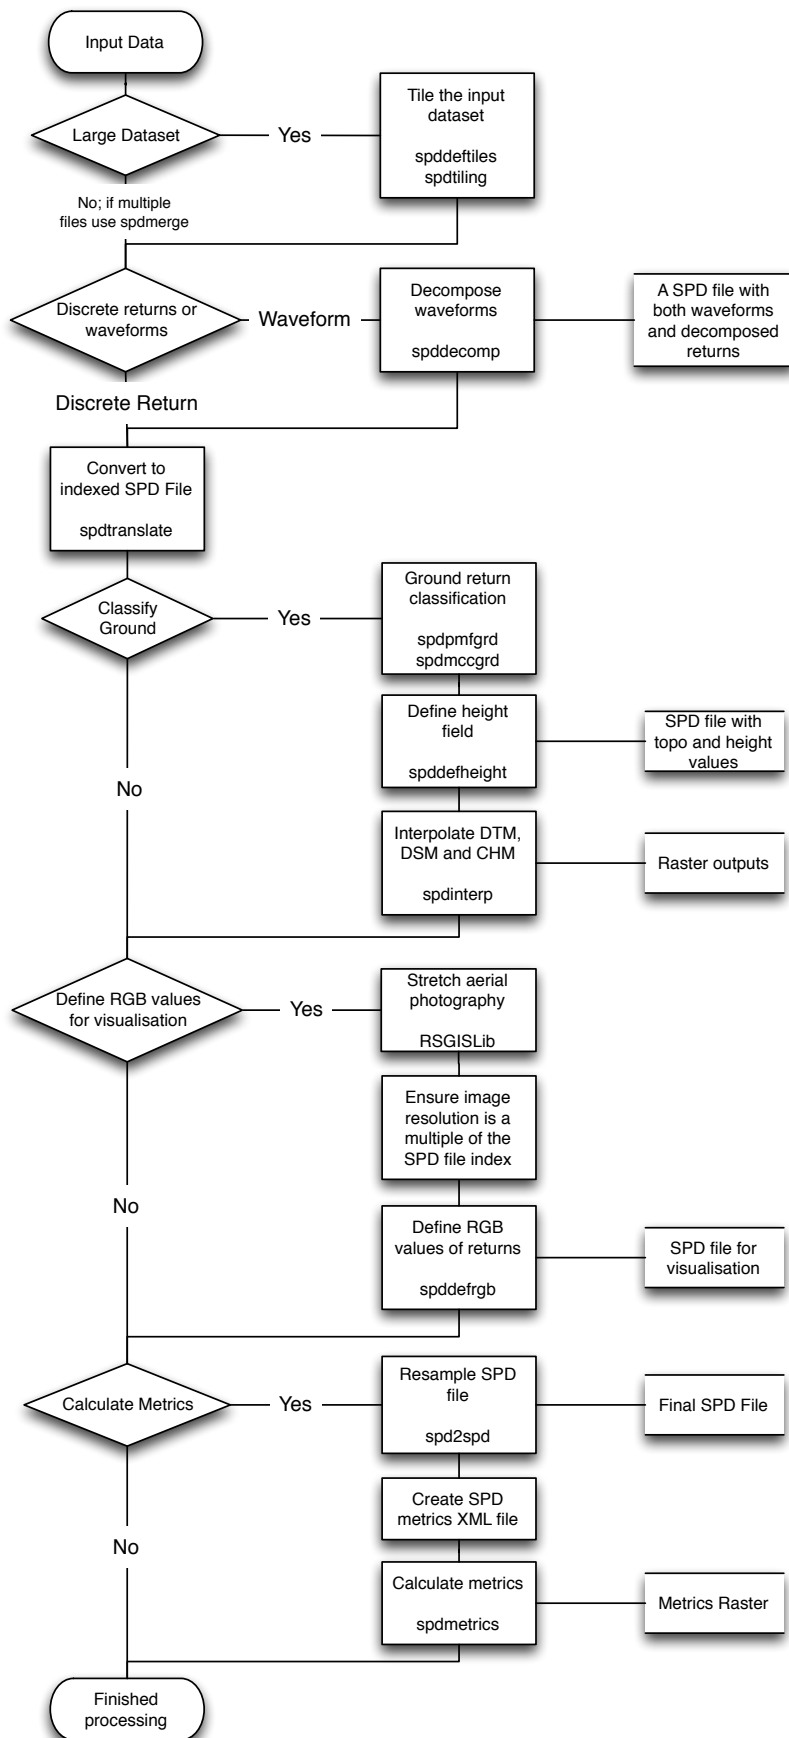 Input Data
Large Dataset
Yes
Tile the input
dataset
spddeftiles
spdtiling
No; if multiple
files use spdmerge
Discrete returns or
waveforms
Waveform
Decompose
waveforms
spddecomp
A SPD file with
both waveforms
and decomposed
returns
Discrete Return
Convert to
indexed SPD File
spdtranslate
Classify
Ground
Yes
Ground return
classification
spdpmfgrd
spdmccgrd
Define height
field
spddefheight
SPD file with
topo and height
values
No
Interpolate DTM,
DSM and CHM
spdinterp
Raster outputs
Define RGB values
for visualisation
Yes
Stretch aerial
photography
RSGISLib
Ensure image
resolution is a
multiple of the
SPD file index
No
Define RGB
values of returns
spddefrgb
SPD file for
visualisation
Calculate Metrics
Yes
Resample SPD
file
spd2spd
Final SPD File
Create SPD
metrics XML file
No
Calculate metrics
spdmetrics
Metrics Raster
Finished
processing